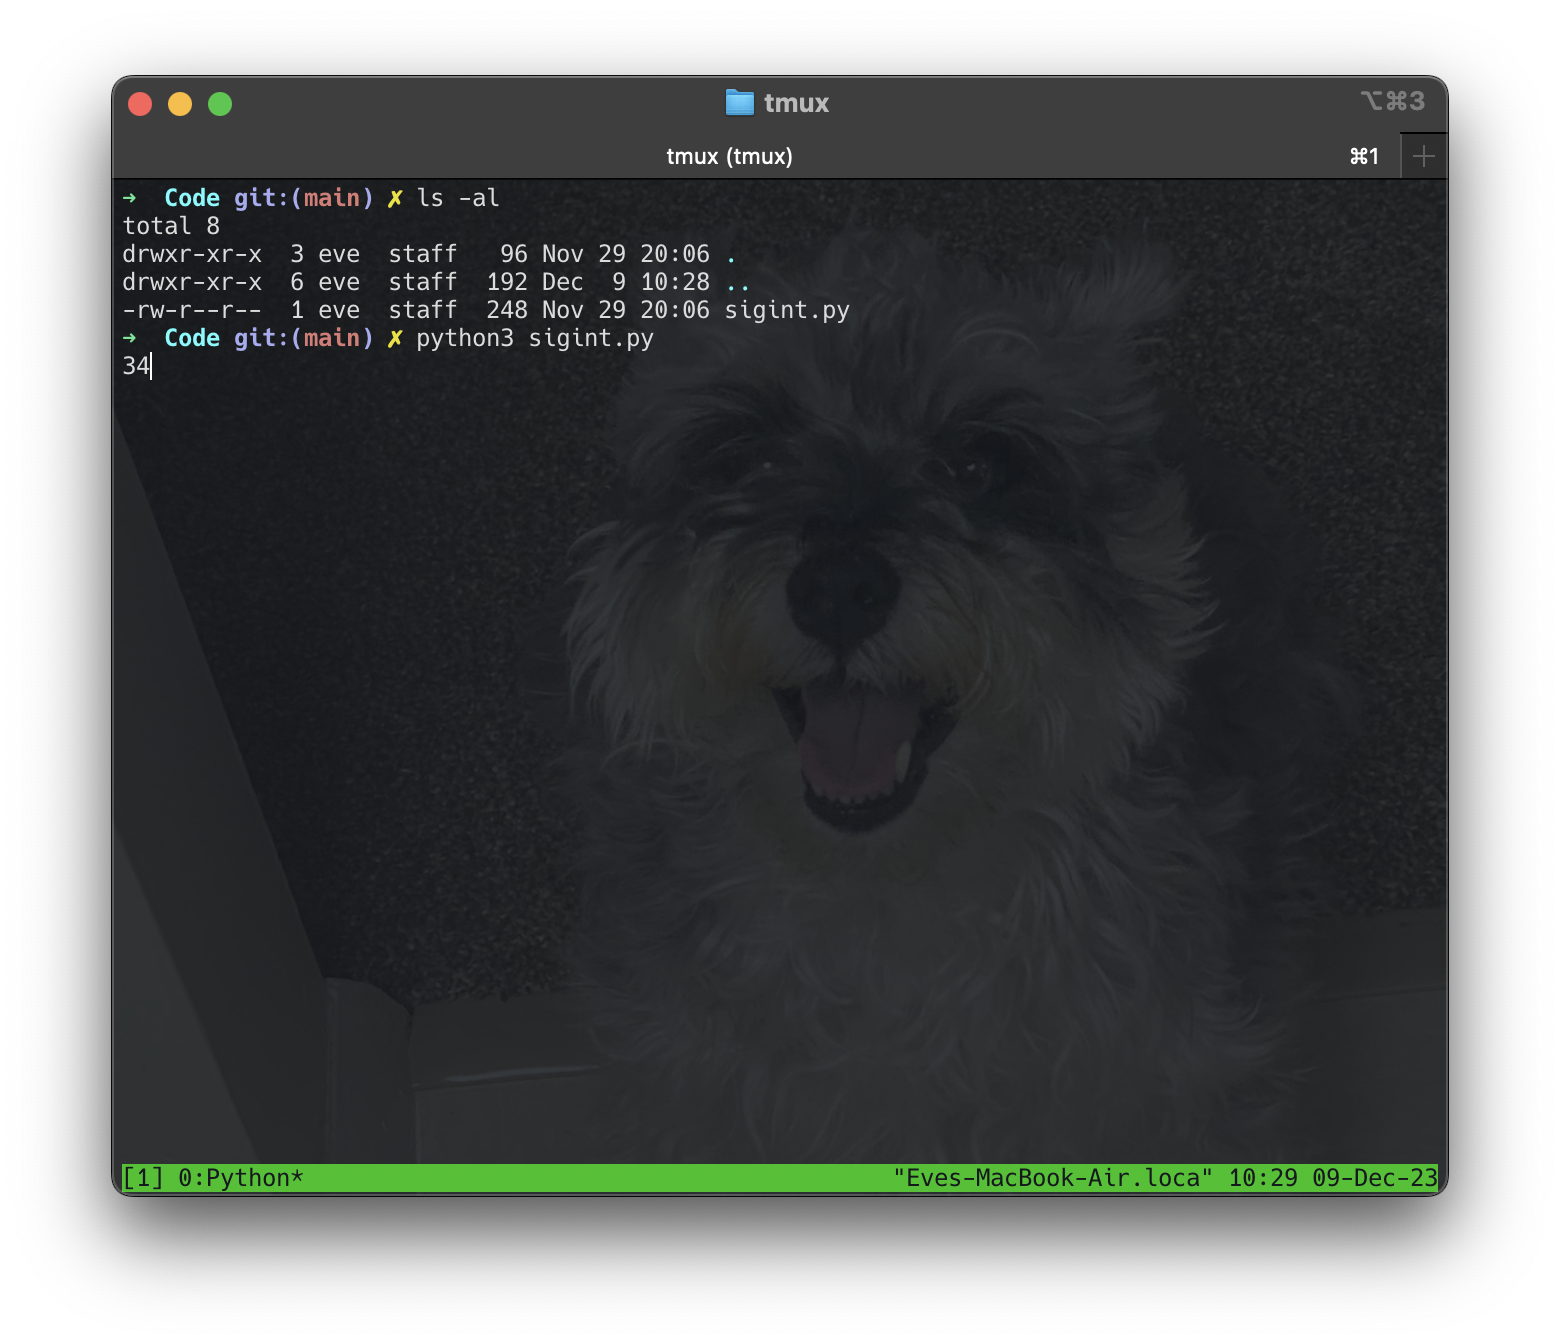 tmux
⌥⌘3
tmux (tmux)
⌘1
➜  Code git:(main) ✗ ls -al
total 8
drwxr-xr-x  3 eve  staff   96 Nov 29 20:06 .
drwxr-xr-x  6 eve  staff  192 Dec  9 10:28 ..
-rw-r--r--  1 eve  staff  248 Nov 29 20:06 sigint.py
➜  Code git:(main) ✗ python3 sigint.py
34
[1] 0:Python*
"Eves-MacBook-Air.loca" 10:29 09-Dec-23